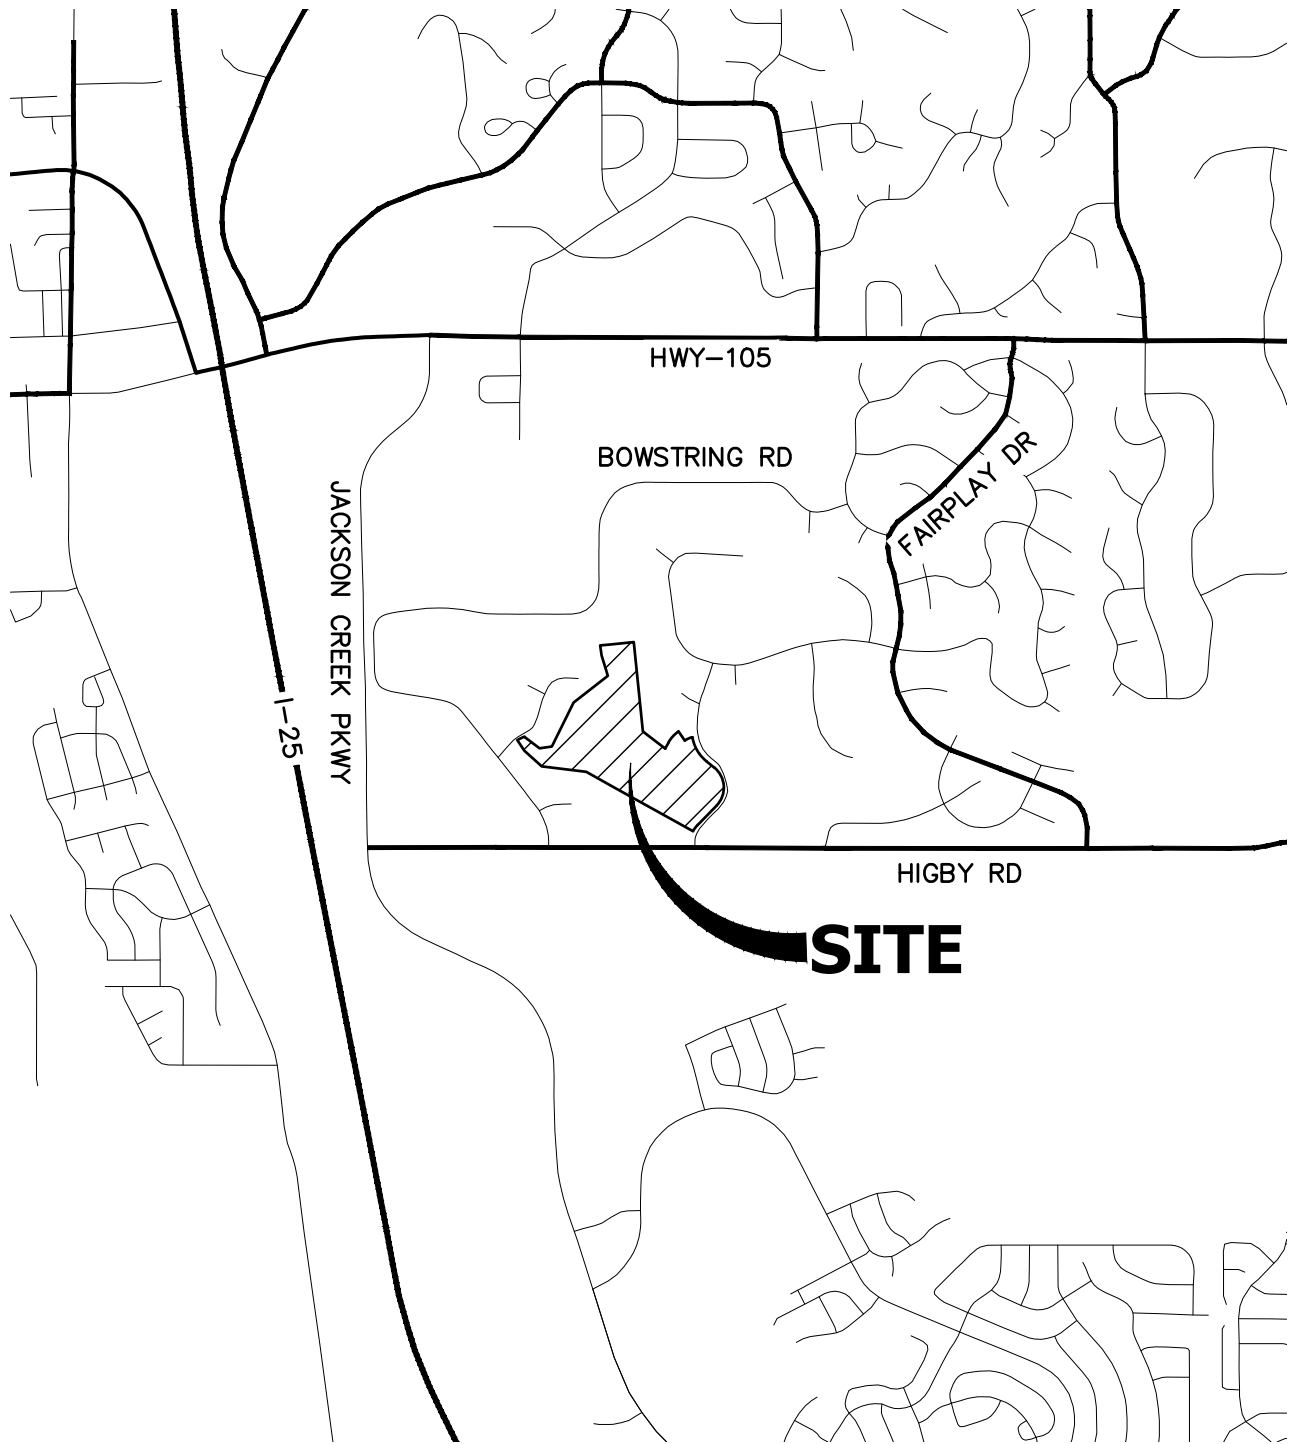 HWY-105
BOWSTRING RD
FAIRPLAY DR
JACKSON CREEK PKWY
I-25
HIGBY RD
SITE